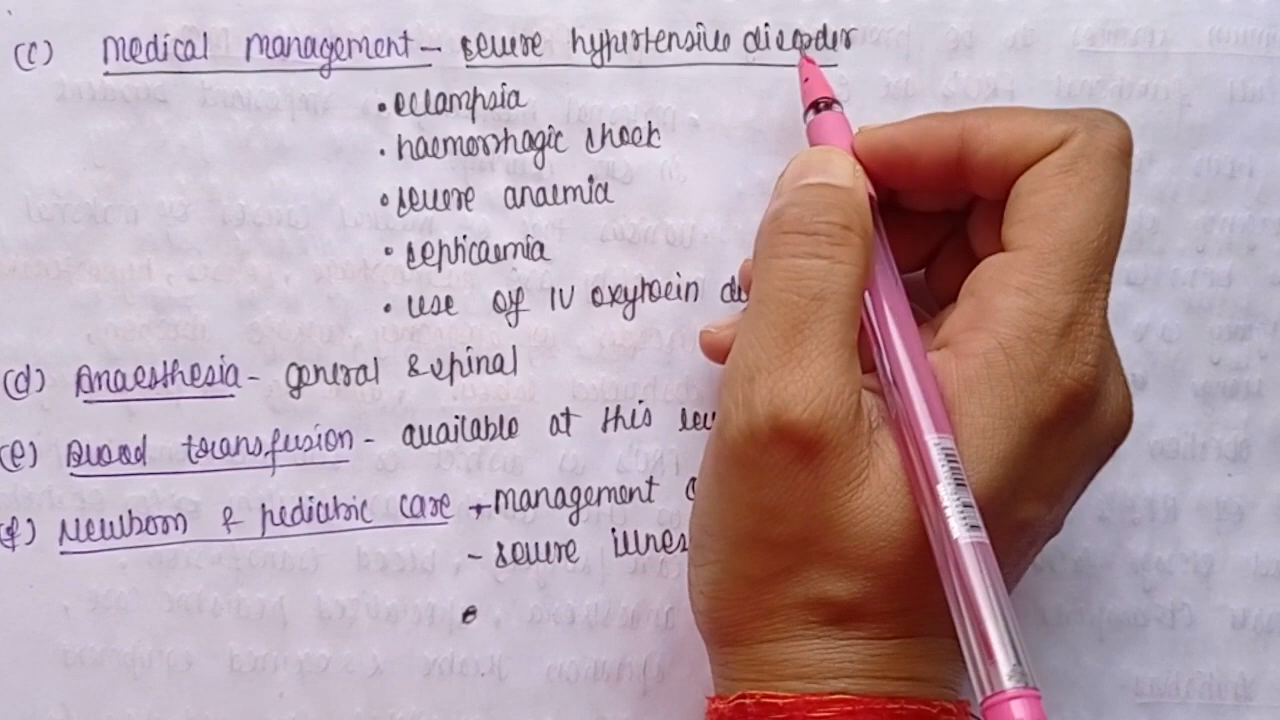 (c) Medical management - severe hypertensive disorder
• eclampsia
• haemorrhagic shock
• severe anaemia
• septicaemia
• use of IV oxytocin
(d) Anaesthesia - general & spinal
(e) Blood transfusion - available at this
(f) Newborn & pediatric care - management
- severe